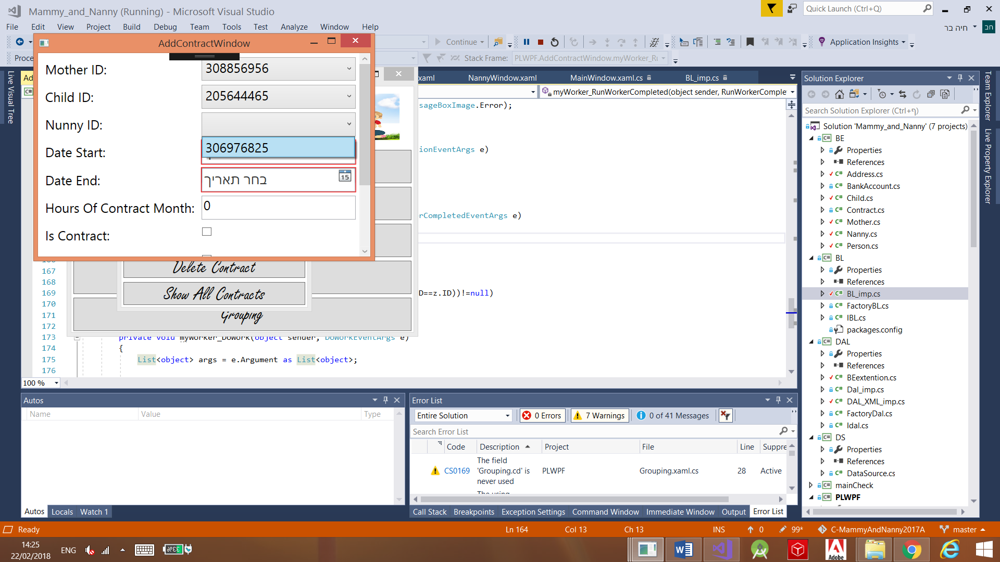 Mammy_and_Nanny (Running) - Microsoft Visual Studio
Quick Launch (Ctrl+Q)
File Edit View Project Build Debug Team Tools Test Analyze Window Help
חיה בר
חב
AddContractWindow
Continue
Application Insights
Proce
Stack Frame: PLWPF.AddContractWindow.myWorker_R
Mother ID: 308856956
Child ID: 205644465
Nunny ID:
306976825
Date Start:
Date End: בחר תאריך 15
Hours Of Contract Month: 0
Is Contract:
Live Visual Tree
Ad
xaml NannyWindow.xaml MainWindow.xaml.cs BL_imp.cs
myWorker_RunWorkerCompleted(object sender, RunWorkerComplet
sageBoxImage.Error);
ionEventArgs e)
rCompletedEventArgs e)
Delete Contract
Show All Contracts
Grouping
167
168
169 D==z.ID))!=null)
170
171
172
173 private void myWorker_DoWork(object sender, DoWorkEventArgs e)
174 {
175 List<object> args = e.Argument as List<object>;
176
100 %
Solution Explorer
Search Solution Explorer (Ctrl+ף)
Solution 'Mammy_and_Nanny' (7 projects)
BE
Properties
References
Address.cs
BankAccount.cs
Child.cs
Contract.cs
Mother.cs
Nanny.cs
Person.cs
BL
Properties
References
BL_imp.cs
FactoryBL.cs
IBL.cs
packages.config
DAL
Properties
References
BEextention.cs
Dal_imp.cs
DAL_XML_imp.cs
FactoryDal.cs
Idal.cs
DS
Properties
References
DataSource.cs
mainCheck
PLWPF
Team Explorer
Live Property Explorer
Autos
Name Value Type
Autos Locals Watch 1
Error List
Entire Solution 0 Errors 7 Warnings 0 of 41 Messages
Search Error List
Code Description Project File Line Suppre
CS0169 The field 'Grouping.cd' is never used PLWPF Grouping.xaml.cs 28 Active
The using
Call Stack Breakpoints Exception Settings Command Window Immediate Window Output Error List
Ready Ln 164 Col 13 Ch 13 INS 0 99* C-MammyAndNanny2017A master
14:25
22/02/2018
ENG
33%
Adobe